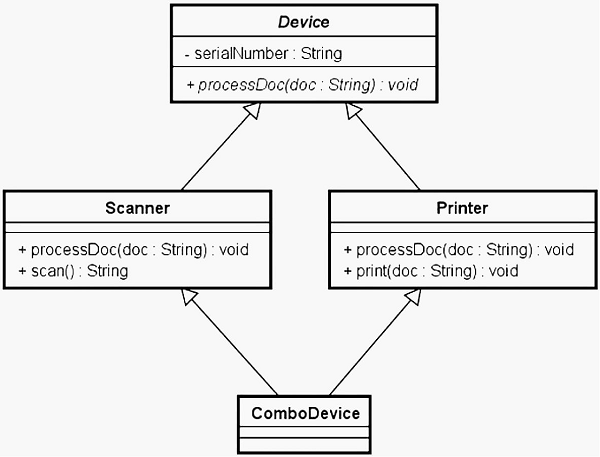 Device
- serialNumber : String
+ processDoc(doc : String) : void
Scanner
+ processDoc(doc : String) : void
+ scan() : String
Printer
+ processDoc(doc : String) : void
+ print(doc : String) : void
ComboDevice